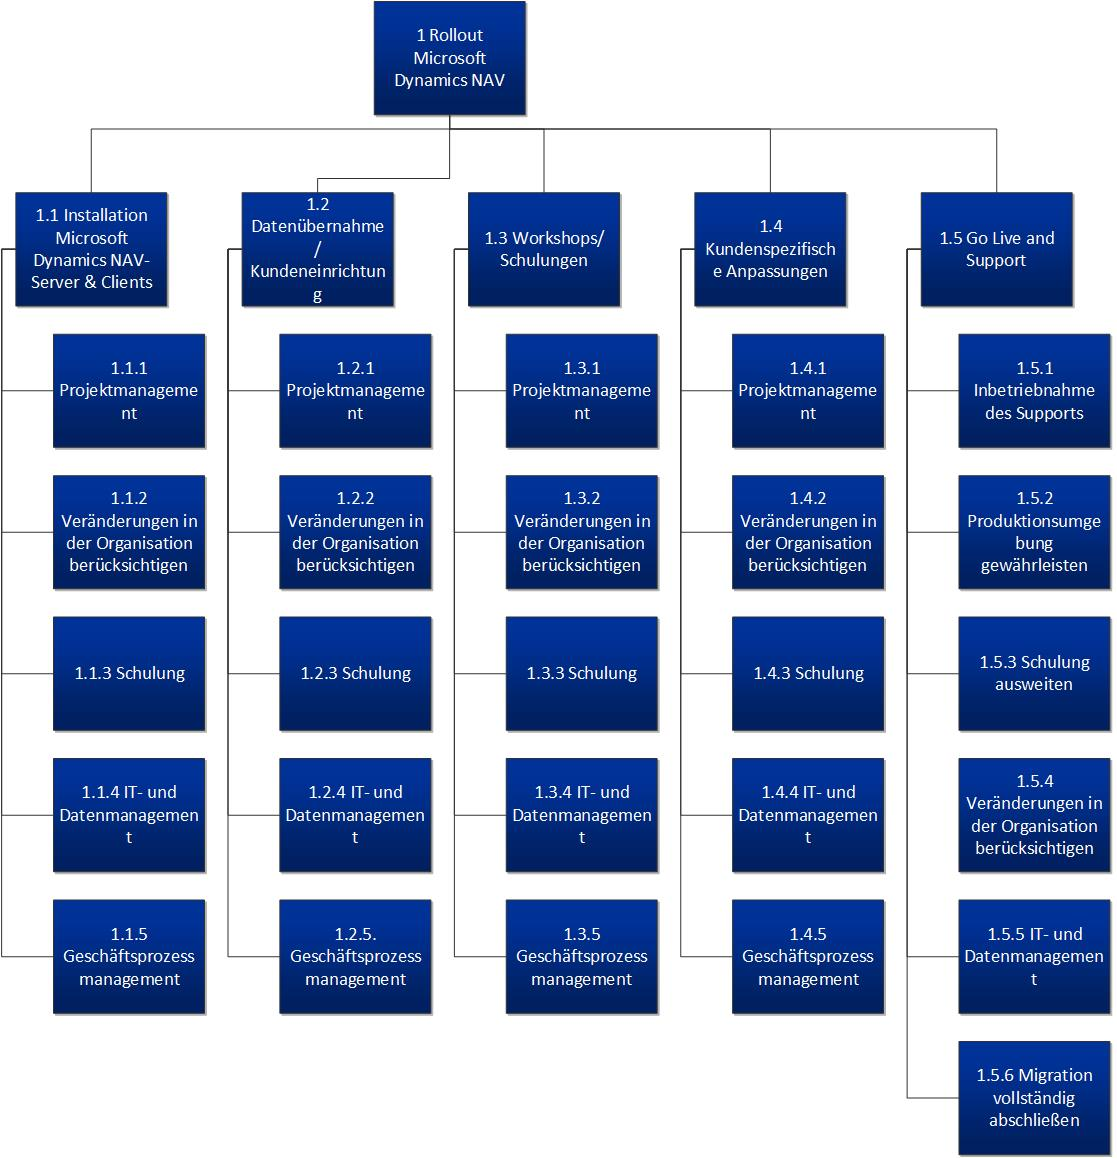 1 Rollout
Microsoft
Dynamics NAV
1.1 Installation
Microsoft
Dynamics NAV-
Server & Clients
1.2
Datenübernahme
/
Kundeneinrichtun
g
1.3 Workshops/
Schulungen
1.4
Kundenspezifisch
e Anpassungen
1.5 Go Live and
Support
1.1.1
Projektmanageme
nt
1.2.1
Projektmanageme
nt
1.3.1
Projektmanageme
nt
1.4.1
Projektmanageme
nt
1.5.1
Inbetriebnahme
des Supports
1.1.2
Veränderungen in
der Organisation
berücksichtigen
1.2.2
Veränderungen in
der Organisation
berücksichtigen
1.3.2
Veränderungen in
der Organisation
berücksichtigen
1.4.2
Veränderungen in
der Organisation
berücksichtigen
1.5.2
Produktionsumge
bung
gewährleisten
1.1.3 Schulung
1.2.3 Schulung
1.3.3 Schulung
1.4.3 Schulung
1.5.3 Schulung
ausweiten
1.1.4 IT- und
Datenmanagemen
t
1.2.4 IT- und
Datenmanagemen
t
1.3.4 IT- und
Datenmanagemen
t
1.4.4 IT- und
Datenmanagemen
t
1.5.4
Veränderungen in
der Organisation
berücksichtigen
1.1.5
Geschäftsprozess
management
1.2.5.
Geschäftsprozess
management
1.3.5
Geschäftsprozess
management
1.4.5
Geschäftsprozess
management
1.5.5 IT- und
Datenmanagemen
t
1.5.6 Migration
vollständig
abschließen